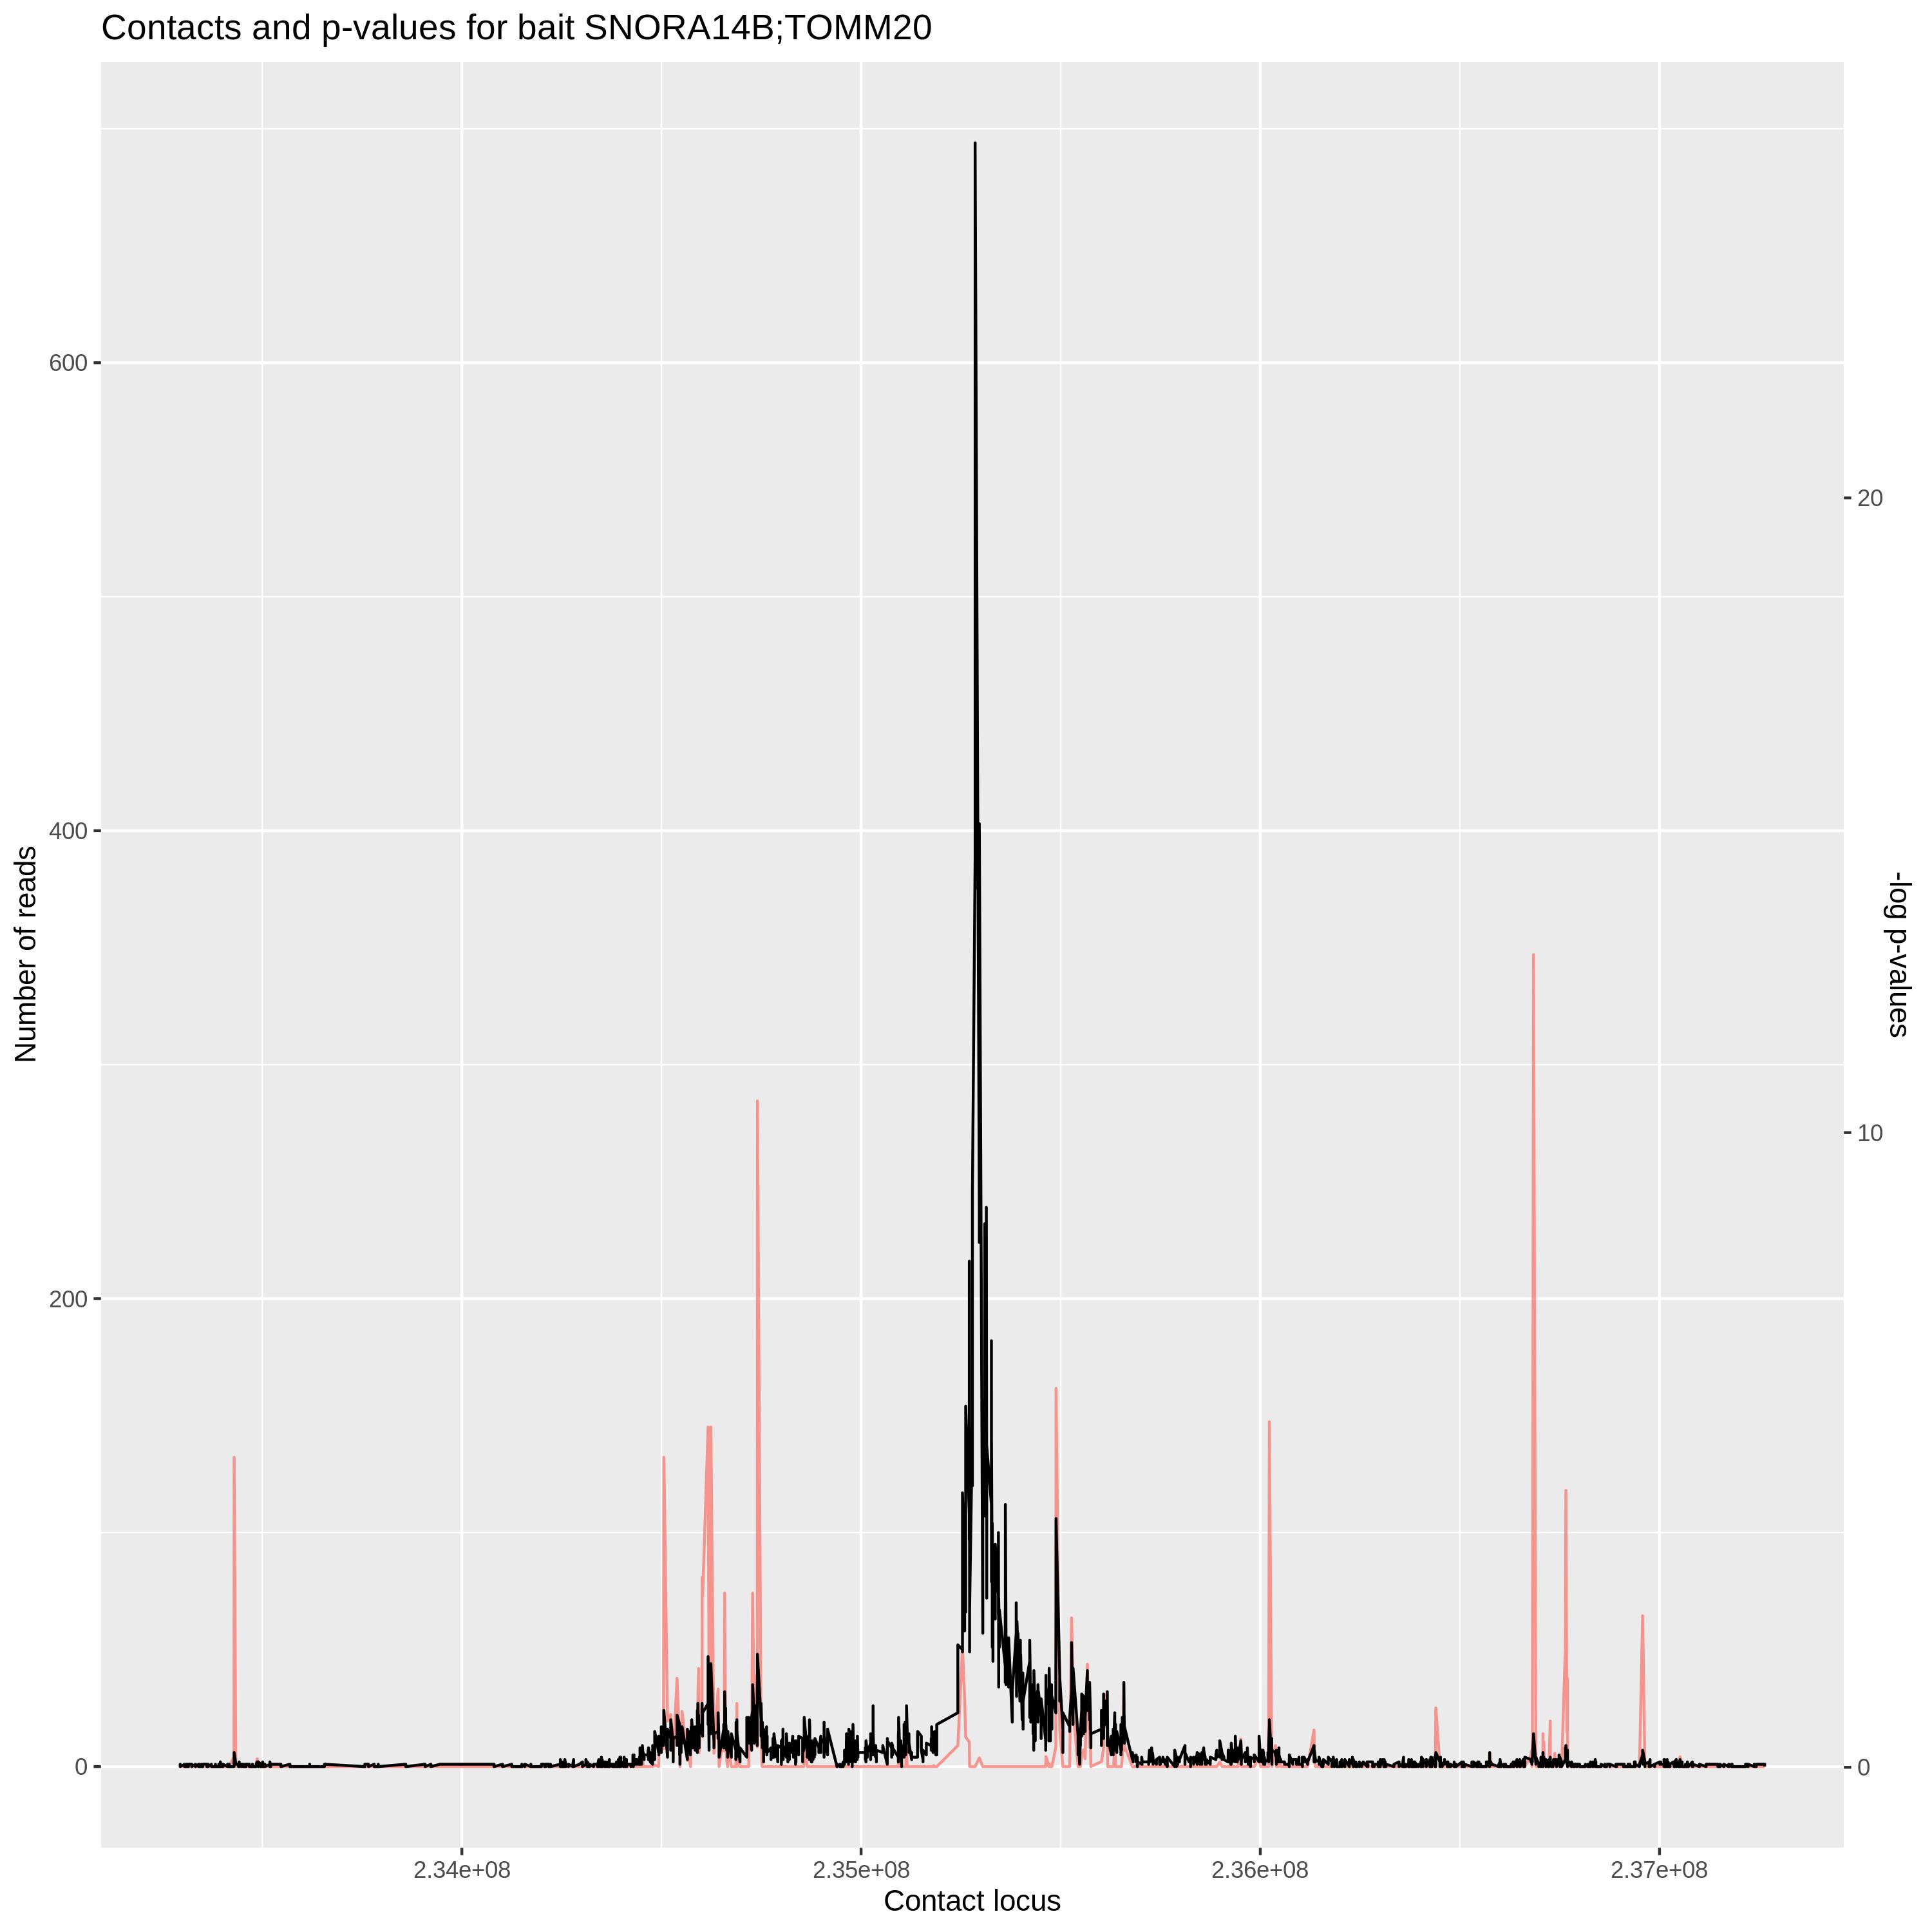 Contacts and p-values for bait SNORA14B;TOMM20
600
400
200
0
Number of reads
20
10
0
-log p-values
2.34e+08
2.35e+08
2.36e+08
2.37e+08
Contact locus